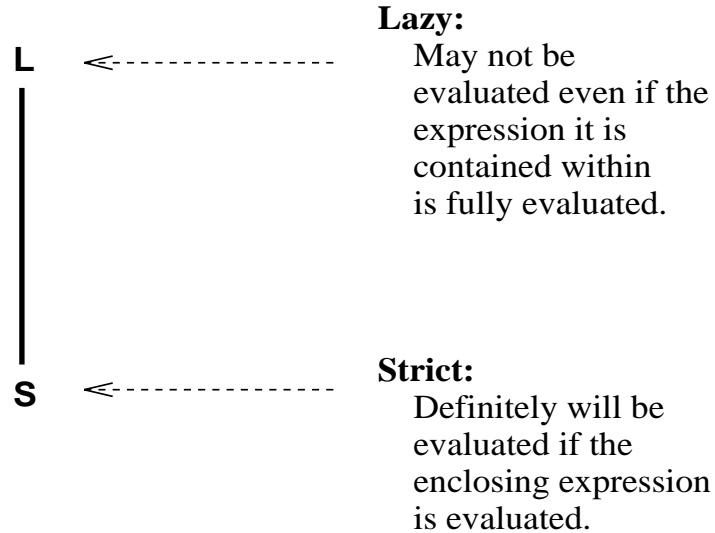 Lazy:
L
May not be
evaluated even if the
expression it is
contained within
is fully evaluated.
Strict:
S
Definitely will be
evaluated if the
enclosing expression
is evaluated.